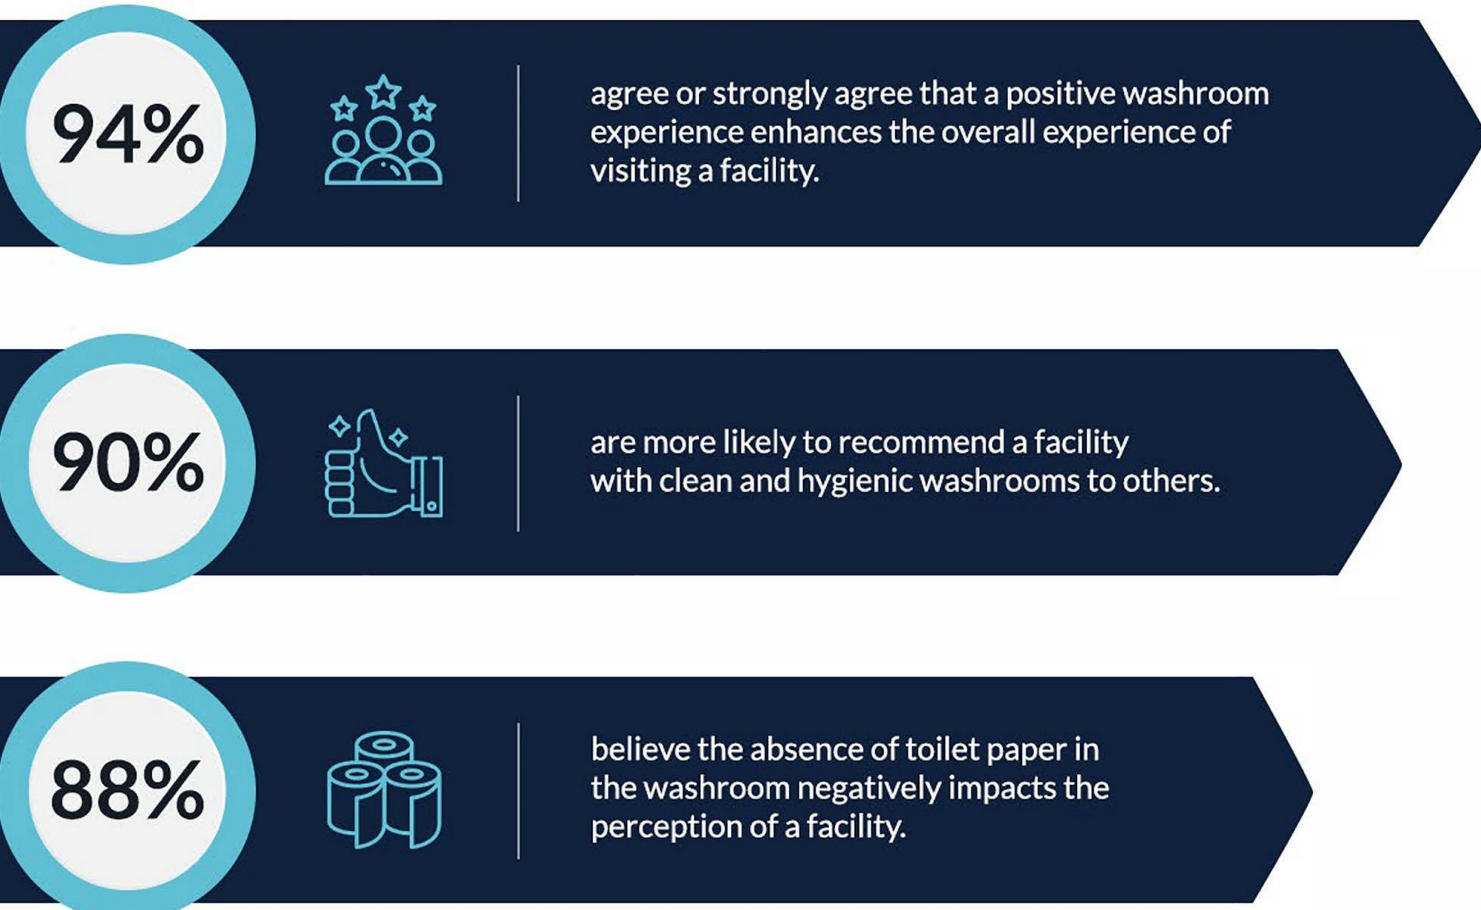 94%
agree or strongly agree that a positive washroom
experience enhances the overall experience of
visiting a facility.
90%
are more likely to recommend a facility
with clean and hygienic washrooms to others.
88%
believe the absence of toilet paper in
the washroom negatively impacts the
perception of a facility.